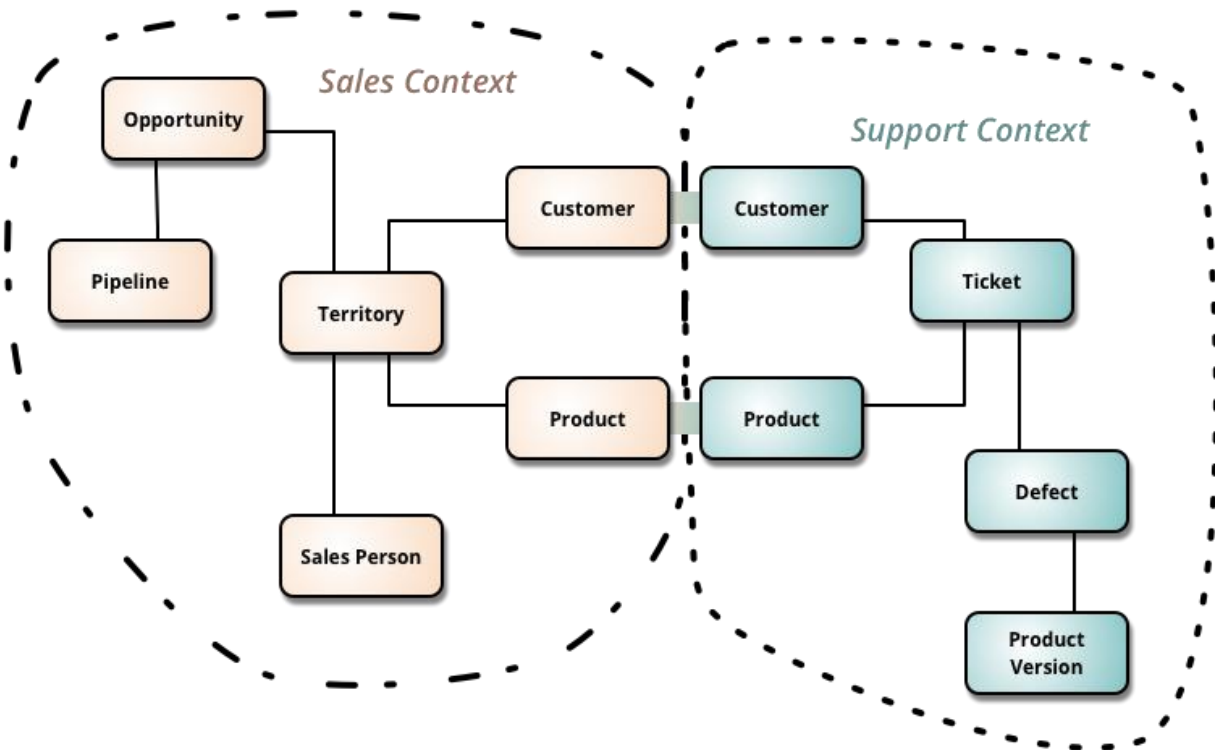 Sales Context
Opportunity
Support Context
Customer
Customer
Pipeline
Ticket
Territory
Product
Product
Defect
Sales Person
Product
Version